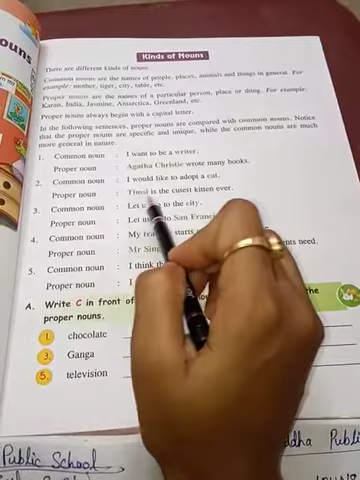 ouns
Kinds of Nouns
There are different kinds of nouns.
Common nouns are the names of people, places, animals and things in general. For
example: mother, tiger, city, table, etc.
Proper nouns are the names of a particular person, place or thing. For example,
Karan, India, Jasmine, Antarctica, Greenland, etc.
Proper nouns always begin with a capital letter.
In the following sentences, proper nouns are compared with common nouns. Notice
that the proper nouns are specific and unique, while the common nouns are much
more general in nature.
1. Common noun : I want to be a writer.
Proper noun : Agatha Christie wrote many books.
2. Common noun : I would like to adopt a cat.
Proper noun : Timsi is the cutest kitten ever.
3. Common noun : Let us go to the city.
Proper noun : Let us to San Franci
4. Common noun : My tea starts
Proper noun : Mr Sin ents need.
5. Common noun : I think th
Proper noun : I
A. Write C in front of the
proper nouns.
1. chocolate
3. Ganga
5. television
Public School
ddha Public